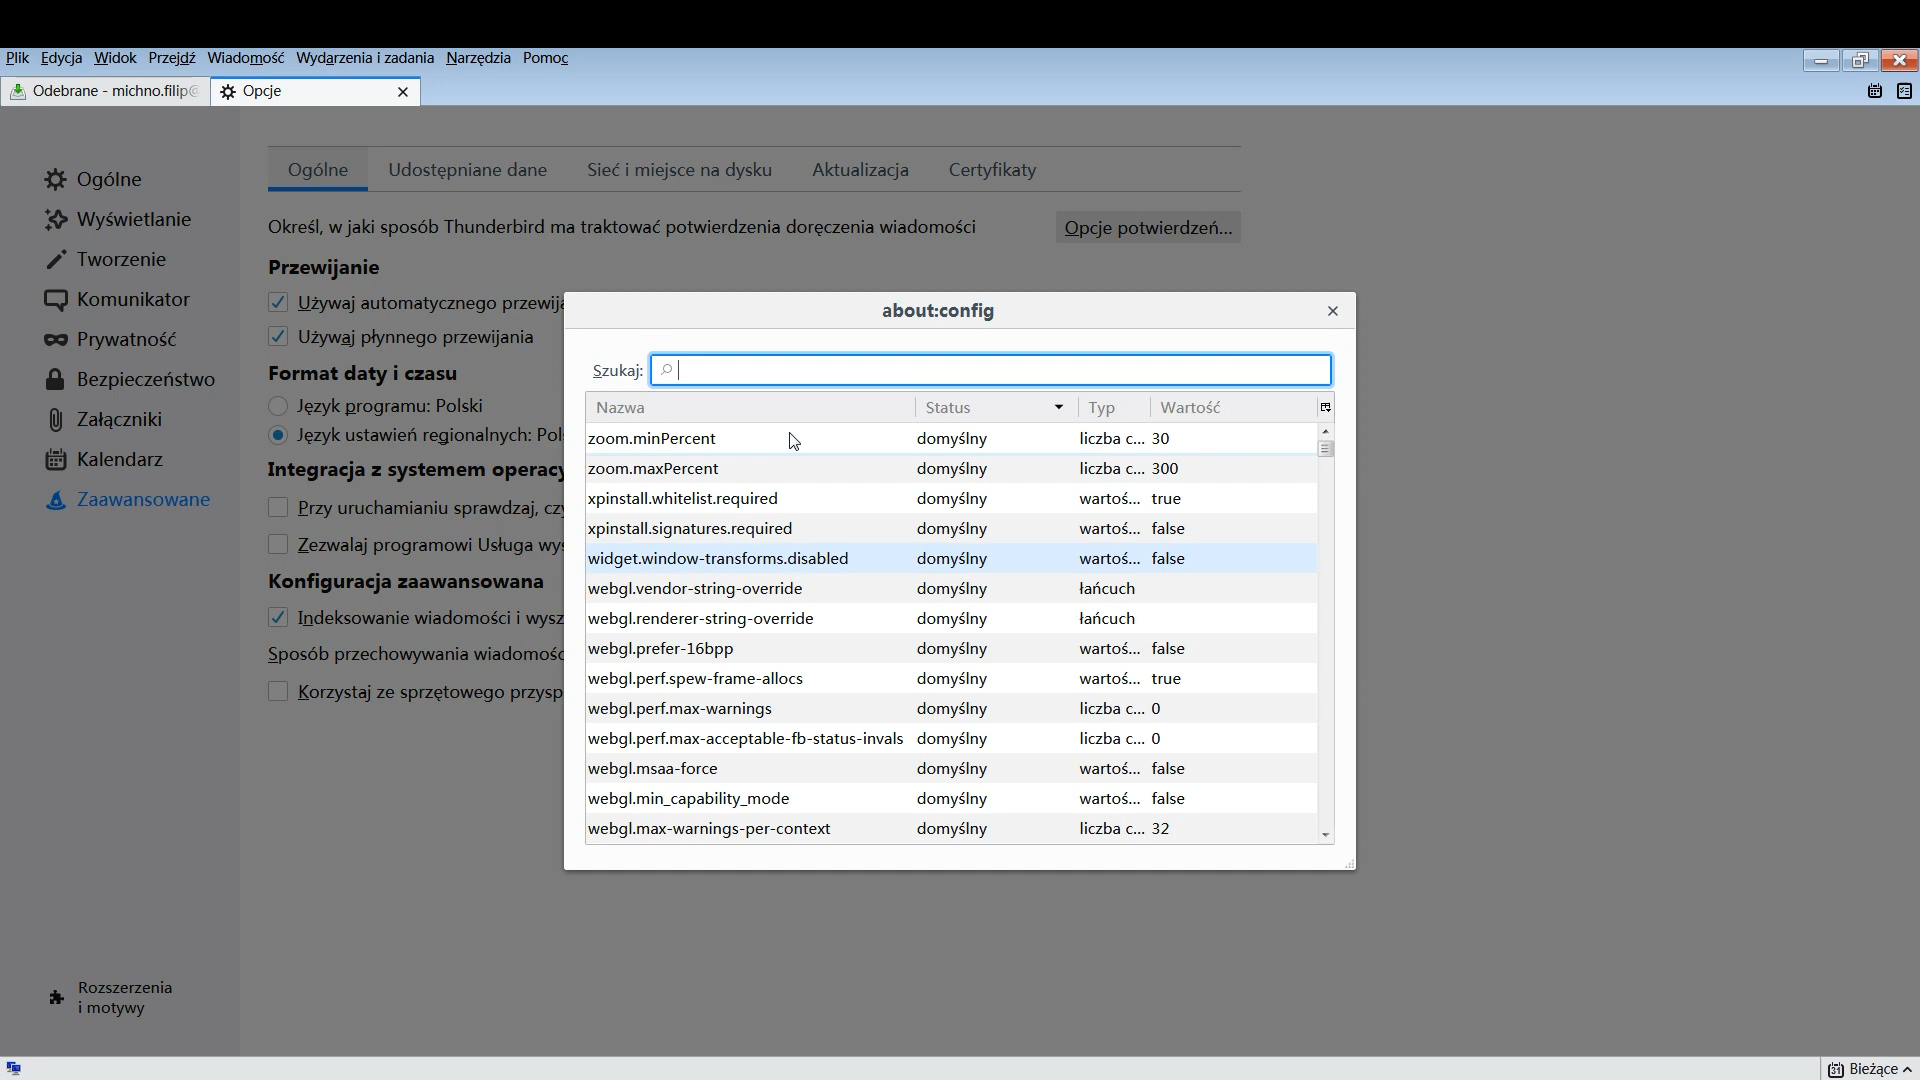 Plik Edycja Widok Przejdź Wiadomość Wydarzenia i zadania Narzędzia Pomoc
Odebrane - michno.filip@
Opcje
Ogólne
Wyświetlanie
Tworzenie
Komunikator
Prywatność
Bezpieczeństwo
Załączniki
Kalendarz
Zaawansowane
Rozszerzenia
i motywy
Ogólne Udostępniane dane Sieć i miejsce na dysku Aktualizacja Certyfikaty
Określ, w jaki sposób Thunderbird ma traktować potwierdzenia doręczenia wiadomości Opcje potwierdzeń...
Przewijanie
Używaj automatycznego przewija
Używaj płynnego przewijania
Format daty i czasu
Język programu: Polski
Język ustawień regionalnych: Pol
Integracja z systemem operacy
Przy uruchamianiu sprawdzaj, czy
Zezwalaj programowi Usługa wys
Konfiguracja zaawansowana
Indeksowanie wiadomości i wysz
Sposób przechowywania wiadomośc
Korzystaj ze sprzętowego przysp
about:config
Szukaj:
Nazwa Status Typ Wartość
zoom.minPercent domyślny liczba c... 30
zoom.maxPercent domyślny liczba c... 300
xpinstall.whitelist.required domyślny wartoś... true
xpinstall.signatures.required domyślny wartoś... false
widget.window-transforms.disabled domyślny wartoś... false
webgl.vendor-string-override domyślny łańcuch
webgl.renderer-string-override domyślny łańcuch
webgl.prefer-16bpp domyślny wartoś... false
webgl.perf.spew-frame-allocs domyślny wartoś... true
webgl.perf.max-warnings domyślny liczba c... 0
webgl.perf.max-acceptable-fb-status-invals domyślny liczba c... 0
webgl.msaa-force domyślny wartoś... false
webgl.min_capability_mode domyślny wartoś... false
webgl.max-warnings-per-context domyślny liczba c... 32
31 Bieżące